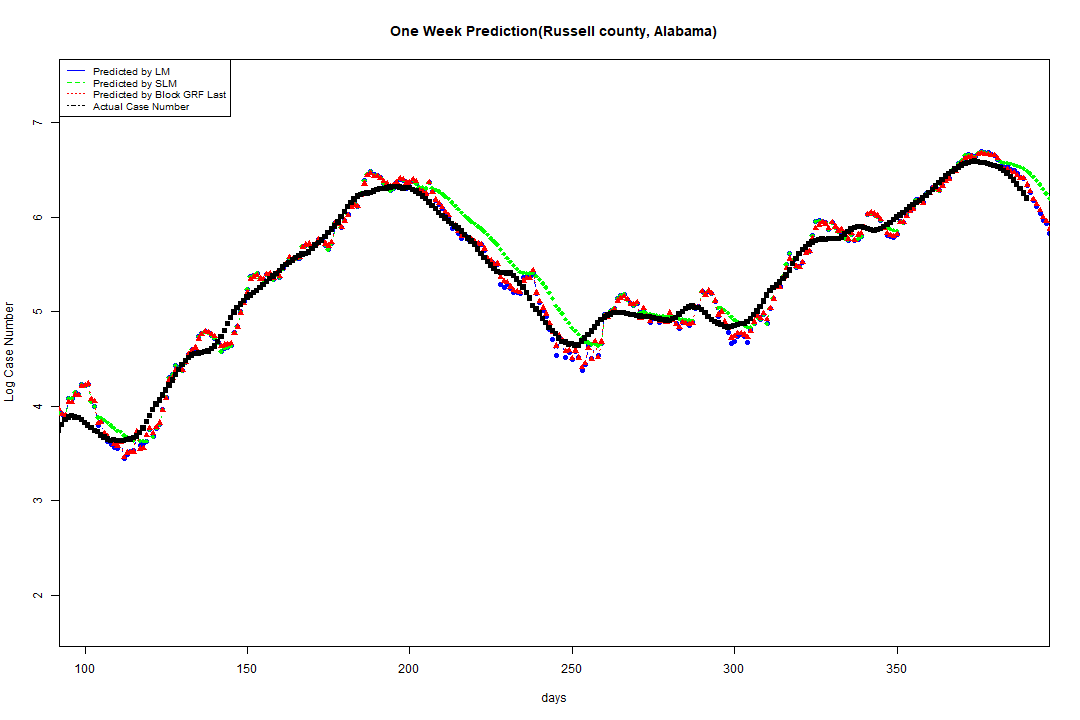 One Week Prediction(Russell county, Alabama)
Predicted by LM
Predicted by SLM
Predicted by Block GRF Last
Actual Case Number
Log Case Number
7
6
5
4
3
2
100 150 200 250 300 350
days